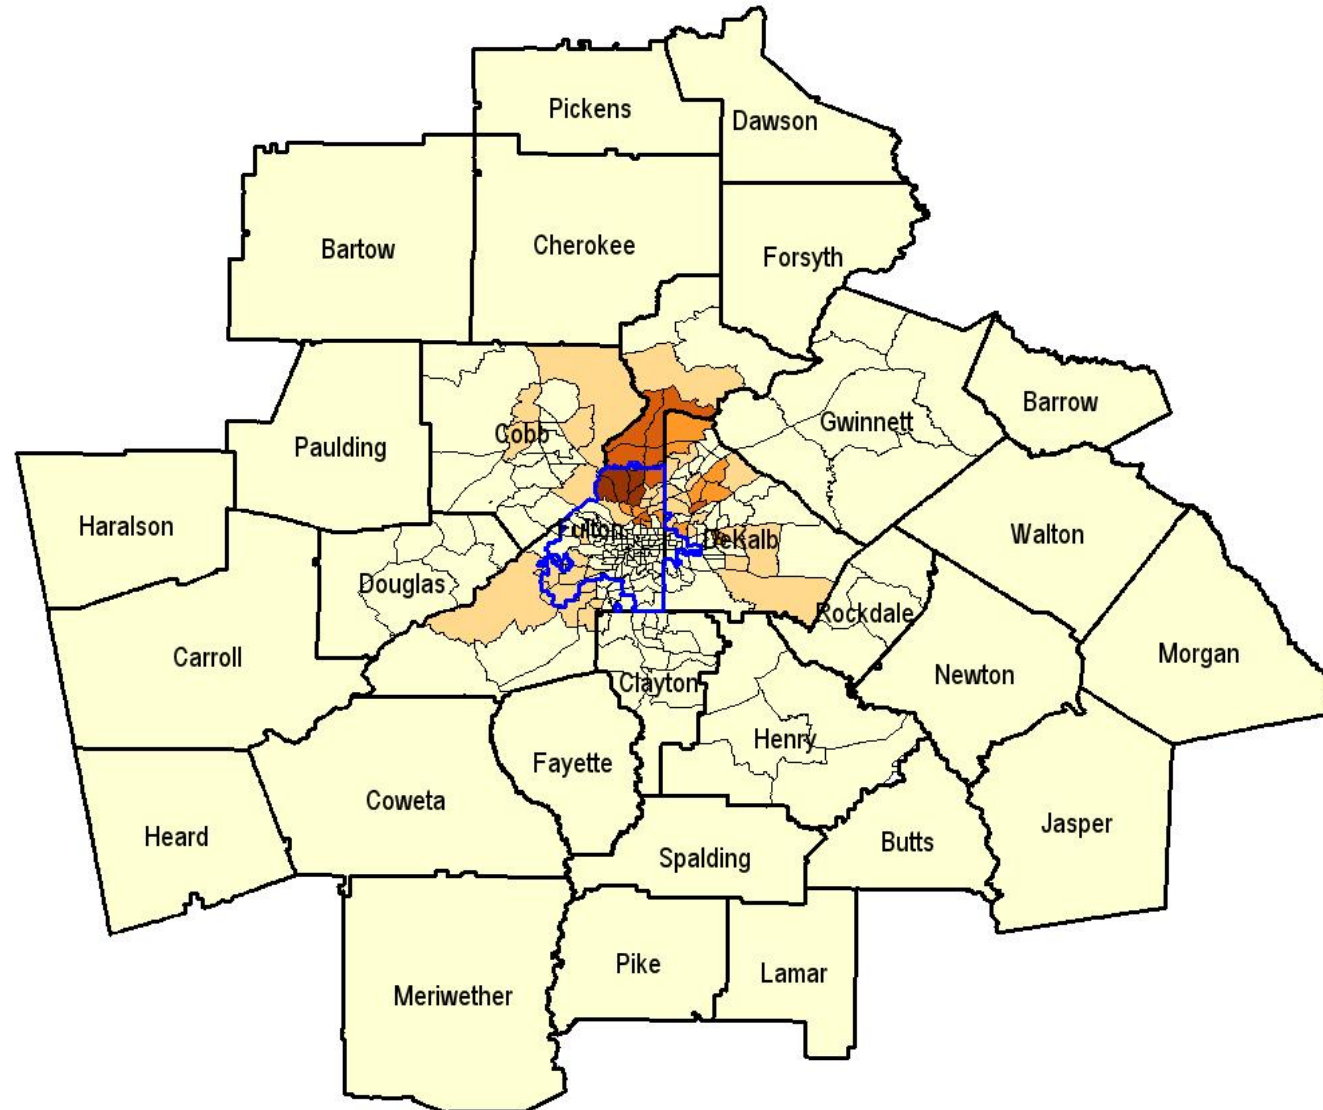 Pickens
Dawson
Bartow
Cherokee
Forsyth
Barrow
Gwinnett
Cobb
Paulding
Haralson
Fulton
DeKalb
Walton
Douglas
Rockdale
Carroll
Morgan
Newton
Clayton
Henry
Fayette
Coweta
Jasper
Heard
Butts
Spalding
Pike
Lamar
Meriwether